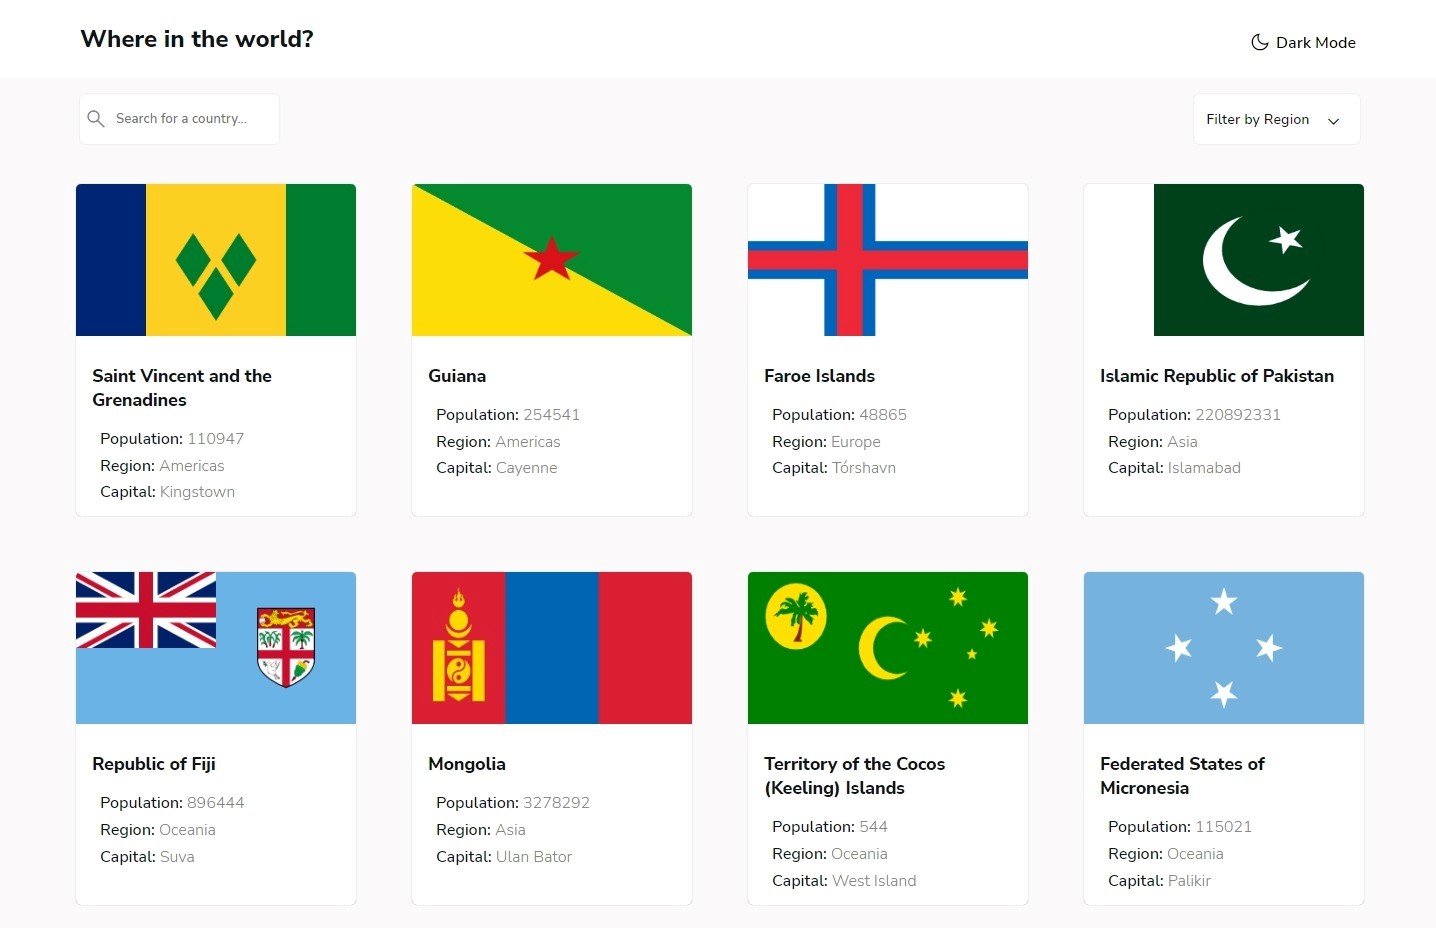 Where in the world?
Dark Mode
Search for a country...
Filter by Region
Saint Vincent and the
Grenadines
Population: 110947
Region: Americas
Capital: Kingstown
Guiana
Population: 254541
Region: Americas
Capital: Cayenne
Faroe Islands
Population: 48865
Region: Europe
Capital: Tórshavn
Islamic Republic of Pakistan
Population: 220892331
Region: Asia
Capital: Islamabad
Republic of Fiji
Population: 896444
Region: Oceania
Capital: Suva
Mongolia
Population: 3278292
Region: Asia
Capital: Ulan Bator
Territory of the Cocos
(Keeling) Islands
Population: 544
Region: Oceania
Capital: West Island
Federated States of
Micronesia
Population: 115021
Region: Oceania
Capital: Palikir